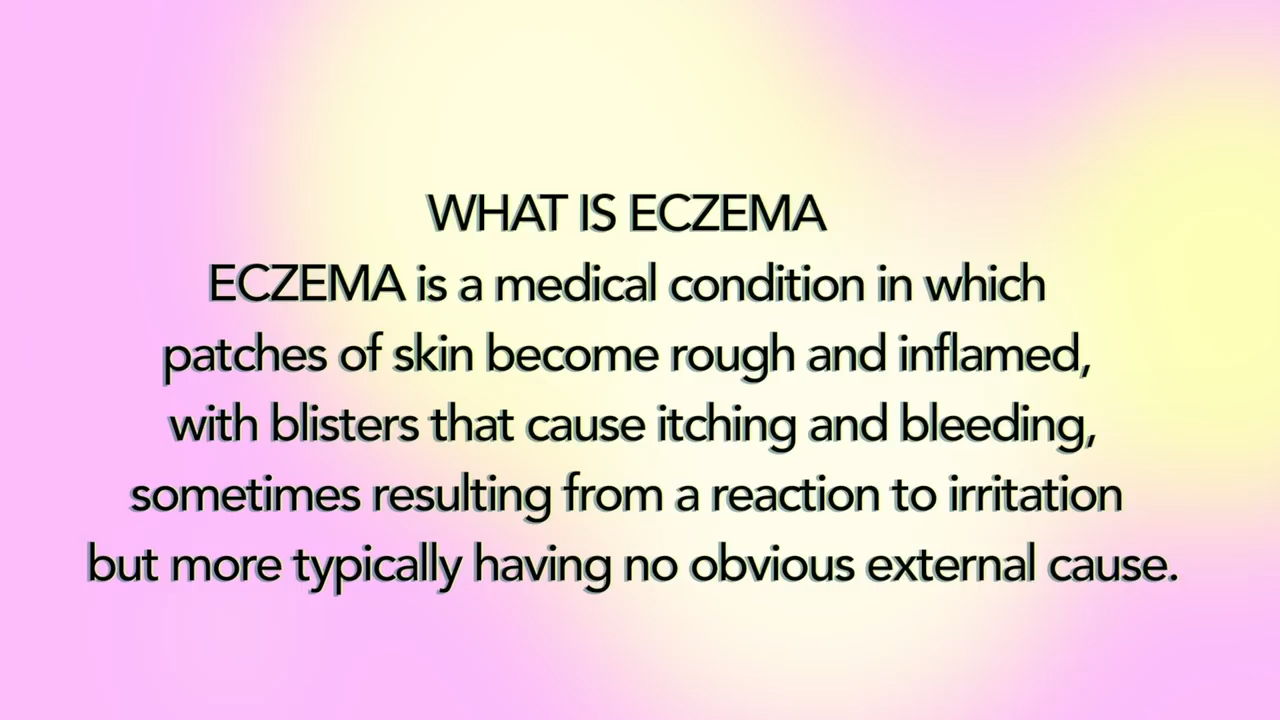 WHAT IS ECZEMA
ECZEMA is a medical condition in which
patches of skin become rough and inflamed,
with blisters that cause itching and bleeding,
sometimes resulting from a reaction to irritation
but more typically having no obvious external cause.